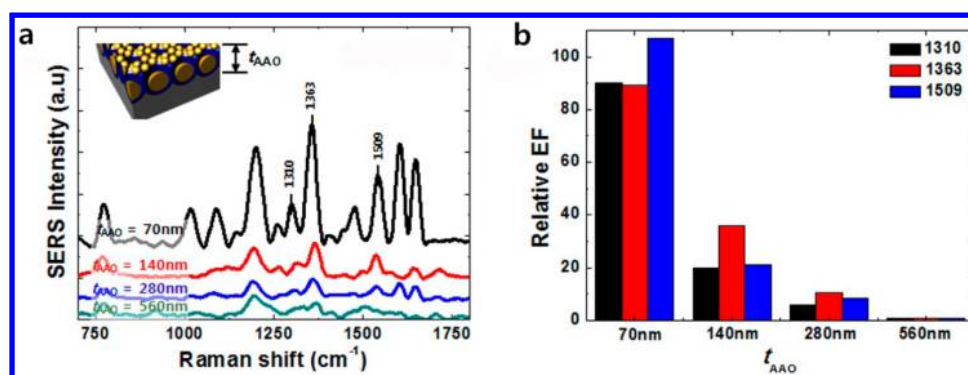 a
t_AAO
SERS Intensity (a.u)
1310
1363
1509
t_AAO = 70nm
t_AAO = 140nm
t_AAO = 280nm
t_AAO = 560nm
750
1000
1250
1500
1750
Raman shift (cm⁻¹)
b
Relative EF
100
80
60
40
20
0
1310
1363
1509
70nm
140nm
280nm
560nm
t_AAO